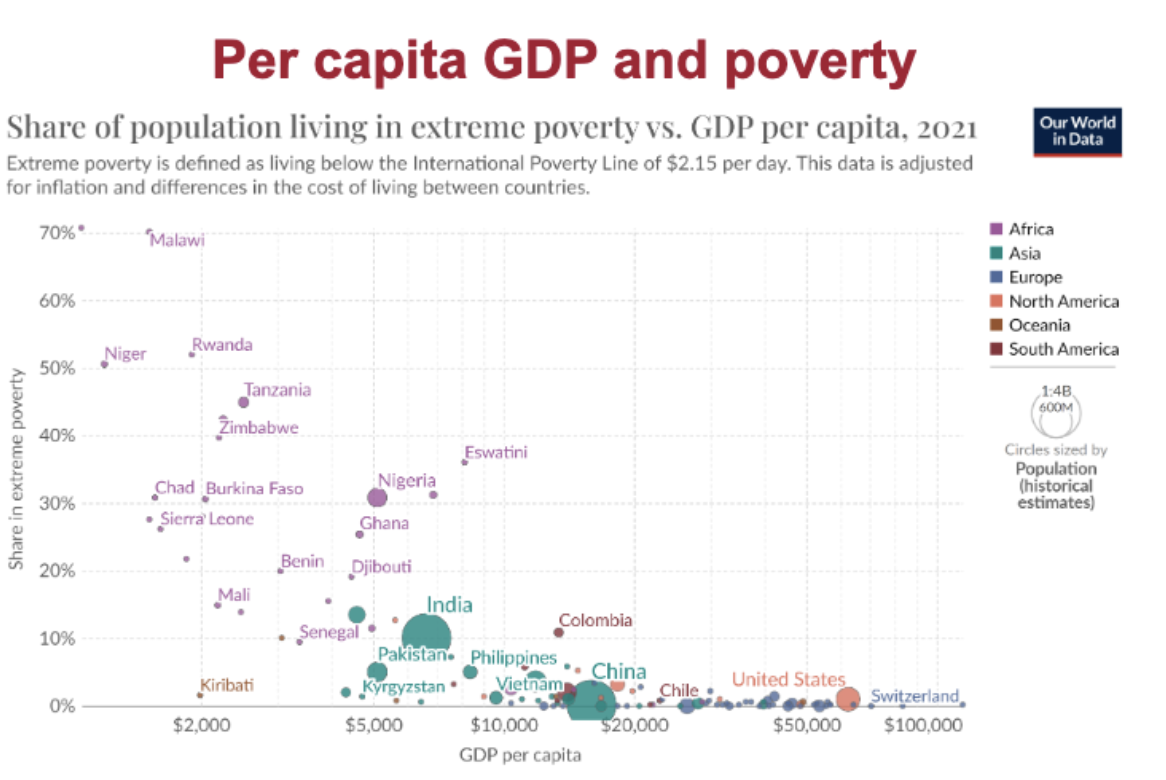 Per capita GDP and poverty
Share of population living in extreme poverty vs. GDP per capita, 2021
Our World
in Data
Extreme poverty is defined as living below the International Poverty Line of $2.15 per day. This data is adjusted
for inflation and differences in the cost of living between countries.
Share in extreme poverty
70%
60%
50%
40%
30%
20%
10%
0%
Malawi
Niger
Rwanda
Tanzania
Zimbabwe
Eswatini
Nigeria
Chad
Burkina Faso
Sierra Leone
Ghana
Benin
Djibouti
Mali
India
Senegal
Colombia
Pakistan
Philippines
Kiribati
Kyrgyzstan
Vietnam
China
Chile
United States
Switzerland
$2,000
$5,000
$10,000
$20,000
$50,000
$100,000
GDP per capita
Africa
Asia
Europe
North America
Oceania
South America
1:4B
600M
Circles sized by
Population
(historical
estimates)